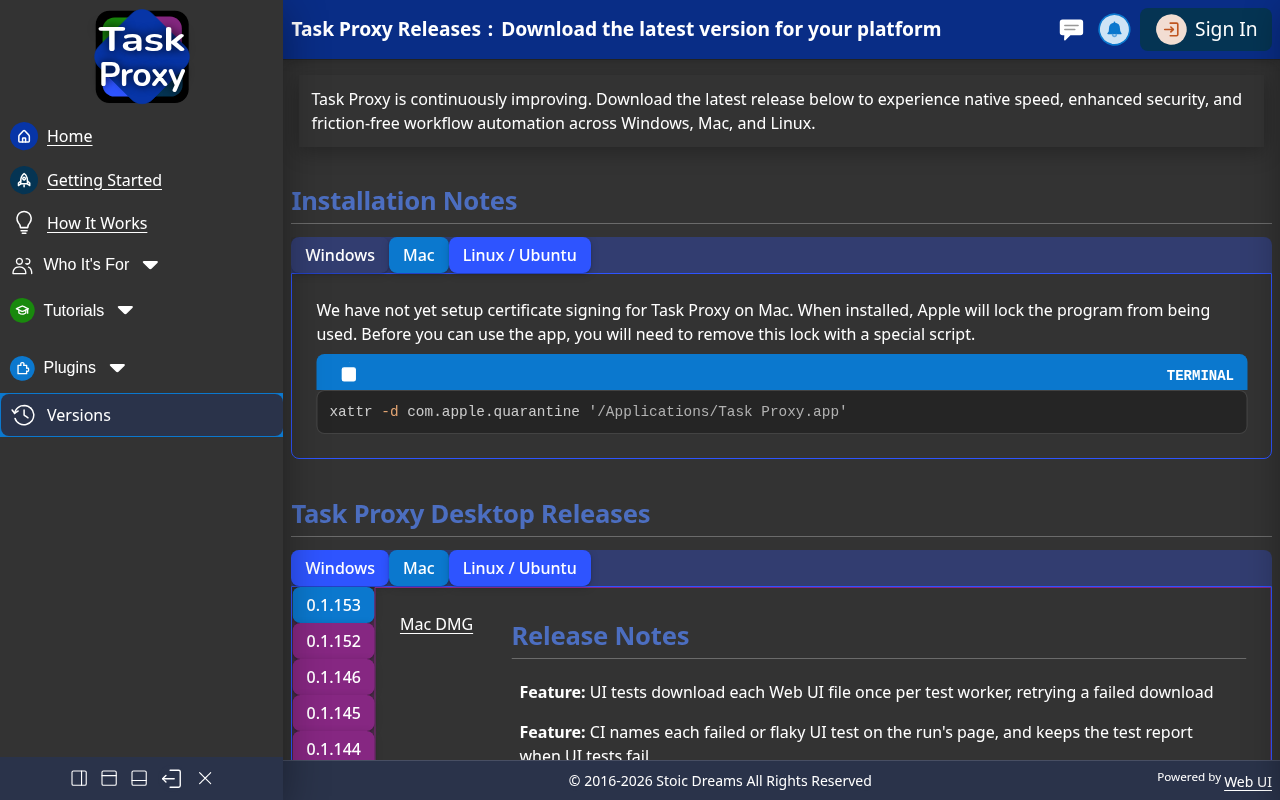 Task
Proxy
Home
Getting Started
How It Works
Who It's For
Tutorials
Plugins
Versions
Task Proxy Releases : Download the latest version for your platform
Sign In
Task Proxy is continuously improving. Download the latest release below to experience native speed, enhanced security, and
friction-free workflow automation across Windows, Mac, and Linux.
Installation Notes
Windows Mac Linux / Ubuntu
We have not yet setup certificate signing for Task Proxy on Mac. When installed, Apple will lock the program from being
used. Before you can use the app, you will need to remove this lock with a special script.
TERMINAL
xattr -d com.apple.quarantine '/Applications/Task Proxy.app'
Task Proxy Desktop Releases
Windows Mac Linux / Ubuntu
0.1.153
0.1.152
0.1.146
0.1.145
0.1.144
Mac DMG
Release Notes
Feature: UI tests download each Web UI file once per test worker, retrying a failed download
Feature: CI names each failed or flaky UI test on the run's page, and keeps the test report
when UI tests fail
© 2016-2026 Stoic Dreams All Rights Reserved
Powered by Web UI